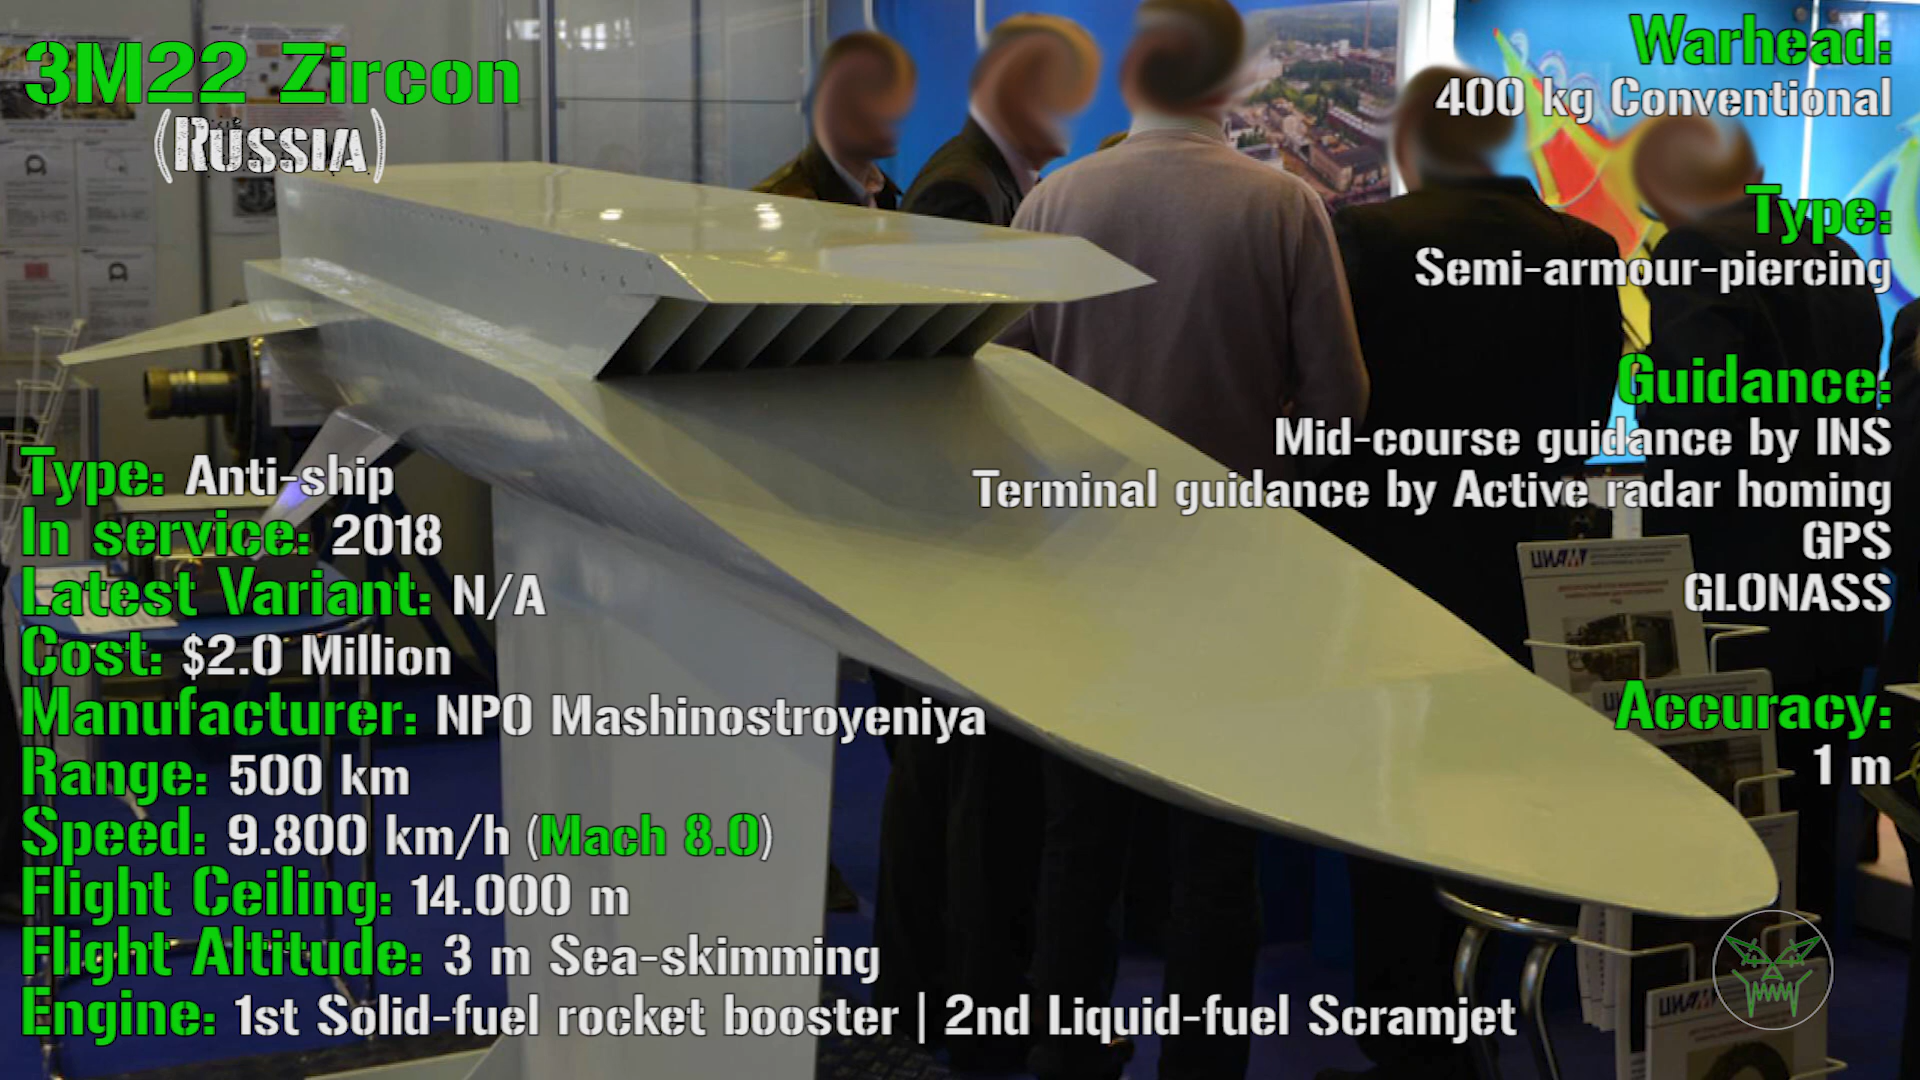 3M22 Zircon
(Russia)
Type: Anti-ship
In service: 2018
Latest Variant: N/A
Cost: $2.0 Million
Manufacturer: NPO Mashinostroyeniya
Range: 500 km
Speed: 9.800 km/h (Mach 8.0)
Flight Ceiling: 14.000 m
Flight Altitude: 3 m Sea-skimming
Engine: 1st Solid-fuel rocket booster | 2nd Liquid-fuel Scramjet
Warhead:
400 kg Conventional
Type:
Semi-armour-piercing
Guidance:
Mid-course guidance by INS
Terminal guidance by Active radar homing
GPS
GLONASS
Accuracy:
1 m
ЦИАМ
ЦИАМ